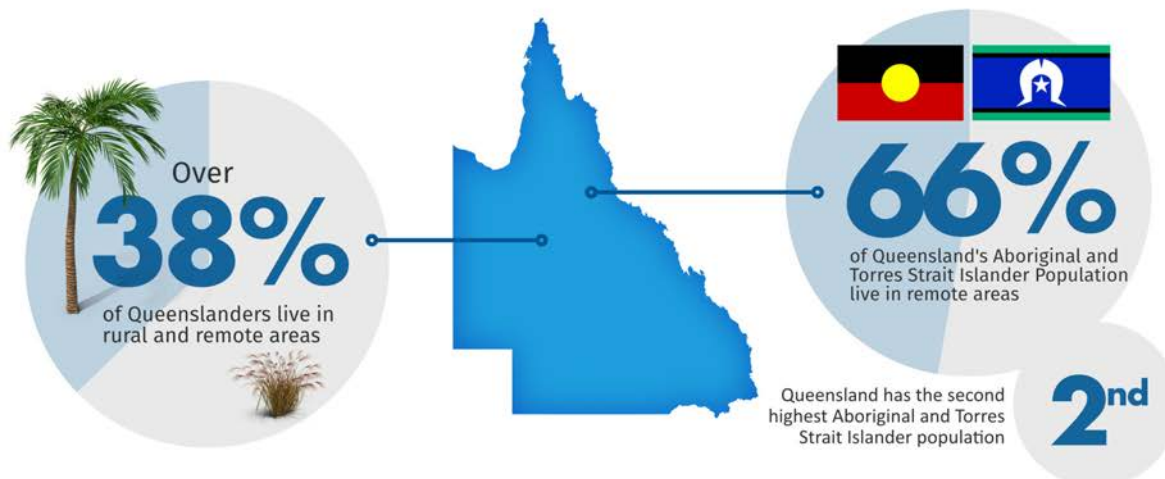 Over
38%
of Queenslanders live in
rural and remote areas
66%
of Queensland's Aboriginal and
Torres Strait Islander Population
live in remote areas
Queensland has the second
highest Aboriginal and Torres
Strait Islander population
2nd